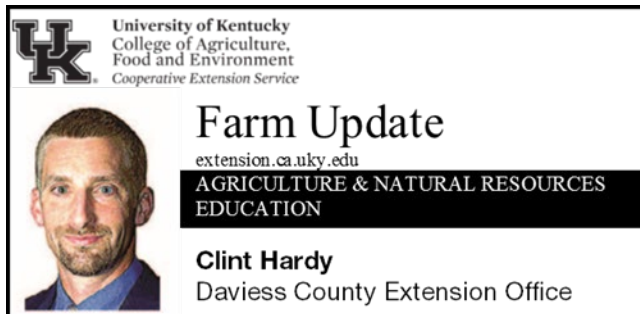 UK
University of Kentucky
College of Agriculture,
Food and Environment
Cooperative Extension Service
Farm Update
extension.ca.uky.edu
AGRICULTURE & NATURAL RESOURCES
EDUCATION
Clint Hardy
Daviess County Extension Office